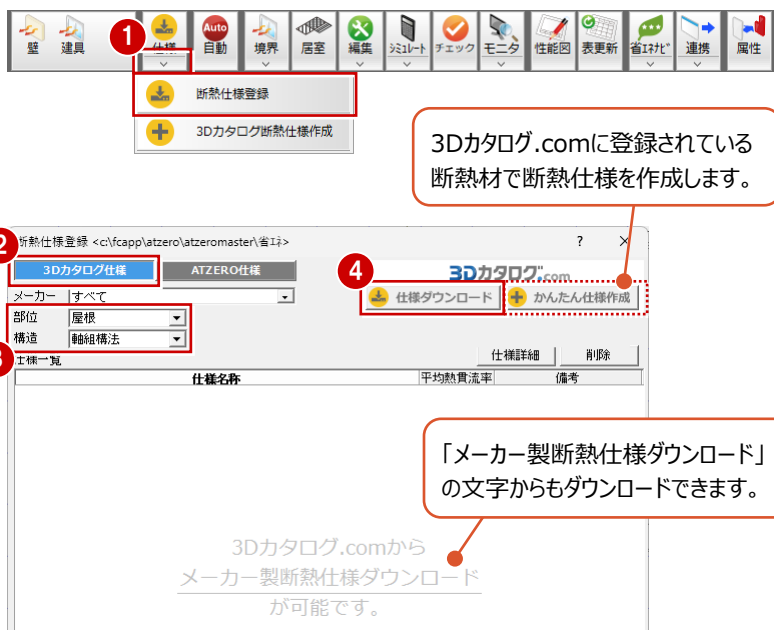 壁
建具
1
仕様
Auto
自動
境界
居室
編集
ｼﾐｭﾚｰﾄ
チェック
モニタ
性能図
表更新
省ｴﾈﾅﾋﾞ
連携
属性
断熱仕様登録
3Dカタログ断熱仕様作成
3Dカタログ.comに登録されている
断熱材で断熱仕様を作成します。
2
断熱仕様登録 <c:\fcapp\atzero\atzeromaster\省ｴﾈ>
?
×
3Dカタログ仕様
ATZERO仕様
4
3Dカタログ.com
メーカー
すべて
仕様ダウンロード
かんたん仕様作成
部位
屋根
構造
軸組構法
3
仕様一覧
仕様詳細
削除
仕様名称
平均熱貫流率
備考
「メーカー製断熱仕様ダウンロード」
の文字からもダウンロードできます。
3Dカタログ.comから
メーカー製断熱仕様ダウンロード
が可能です。